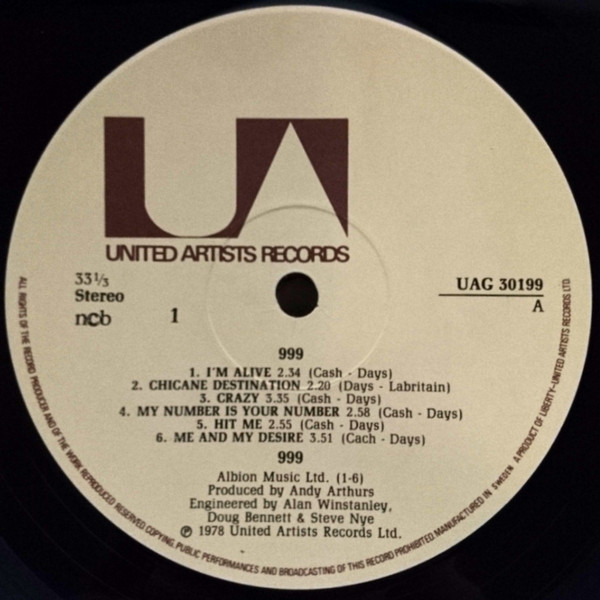 UA
UNITED ARTISTS RECORDS
33 1/3
Stereo
ncb
1
UAG 30199
A
999
1. I'M ALIVE 2.34 (Cash - Days)
2. CHICANE DESTINATION 2.20 (Days - Labritain)
3. CRAZY 3.35 (Cash - Days)
4. MY NUMBER IS YOUR NUMBER 2.58 (Cash - Days)
5. HIT ME 2.55 (Cash - Days)
6. ME AND MY DESIRE 3.51 (Cach - Days)
999
Albion Music Ltd. (1-6)
Produced by Andy Arthurs
Engineered by Alan Winstanley,
Doug Bennett & Steve Nye
℗ 1978 United Artists Records Ltd.
ALL RIGHTS OF THE RECORD PRODUCER AND OF THE WORK REPRODUCED RESERVED. COPYING, PUBLIC PERFORMANCES AND BROADCASTING OF THIS RECORD PROHIBITED. MANUFACTURED IN SWEDEN A PRODUCT OF LIBERTY-UNITED ARTISTS RECORDS LTD.